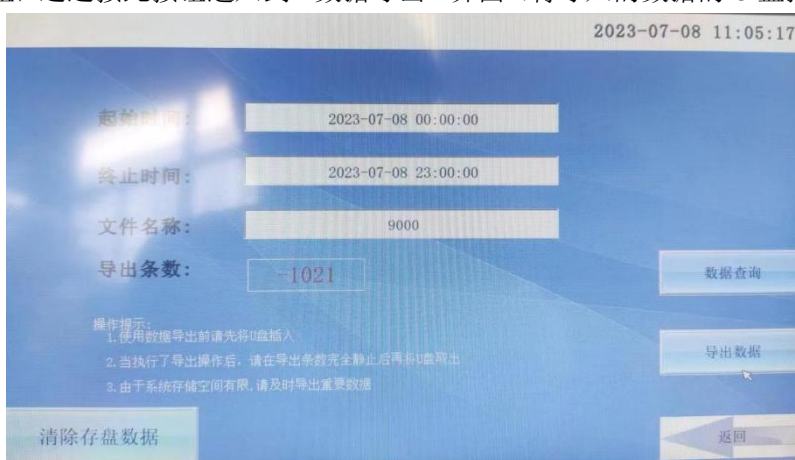 2023-07-08 11:05:17
起始时间: 2023-07-08 00:00:00
终止时间: 2023-07-08 23:00:00
文件名称: 9000
导出条数: -1021
数据查询
操作提示:
1.使用数据导出前请先将U盘插入
2.当执行了导出操作后, 请在导出条数完全静止后再将U盘取出
3.由于系统存储空间有限,请及时导出重要数据
导出数据
清除存盘数据
返回